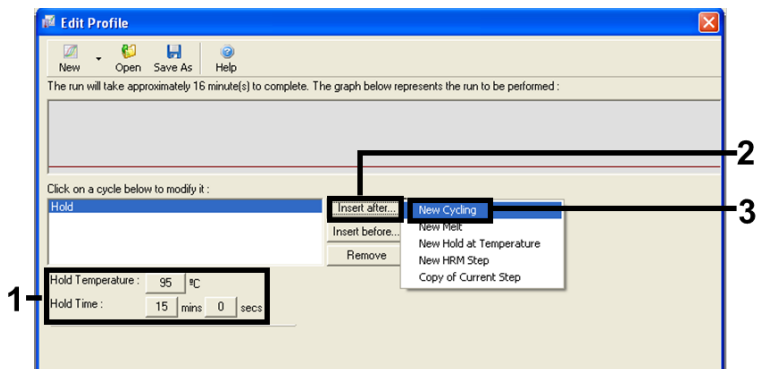 Edit Profile
New Open Save As Help
The run will take approximately 16 minute(s) to complete. The graph below represents the run to be performed :
2
Click on a cycle below to modify it :
Hold
Insert after...
New Cycling
3
Insert before...
New Melt
New Hold at Temperature
Remove
New HRM Step
Copy of Current Step
1
Hold Temperature : 95 ºC
Hold Time : 15 mins 0 secs